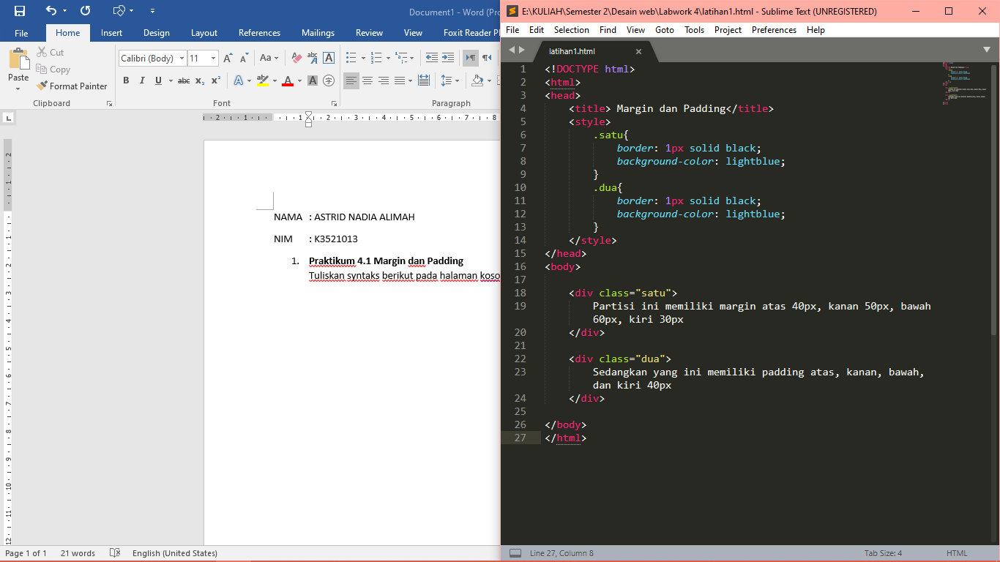 Document1 - Word (Pro
File Home Insert Design Layout References Mailings Review View Foxit Reader P
Cut
Copy
Format Painter
Paste
Clipboard
Calibri (Body) 11
Font
Paragraph
NAMA : ASTRID NADIA ALIMAH
NIM : K3521013
1. Praktikum 4.1 Margin dan Padding
Tuliskan syntaks berikut pada halaman koso
Page 1 of 1 21 words English (United States)
E:\KULIAH\Semester 2\Desain web\Labwork 4\latihan1.html - Sublime Text (UNREGISTERED)
File Edit Selection Find View Goto Tools Project Preferences Help
latihan1.html
1 <!DOCTYPE html>
2 <html>
3 <head>
4 <title> Margin dan Padding</title>
5 <style>
6 .satu{
7 border: 1px solid black;
8 background-color: lightblue;
9 }
10 .dua{
11 border: 1px solid black;
12 background-color: lightblue;
13 }
14 </style>
15 </head>
16 <body>
17
18 <div class="satu">
19 Partisi ini memiliki margin atas 40px, kanan 50px, bawah
60px, kiri 30px
20 </div>
21
22 <div class="dua">
23 Sedangkan yang ini memiliki padding atas, kanan, bawah,
dan kiri 40px
24 </div>
25
26 </body>
27 </html>
Line 27, Column 8 Tab Size: 4 HTML